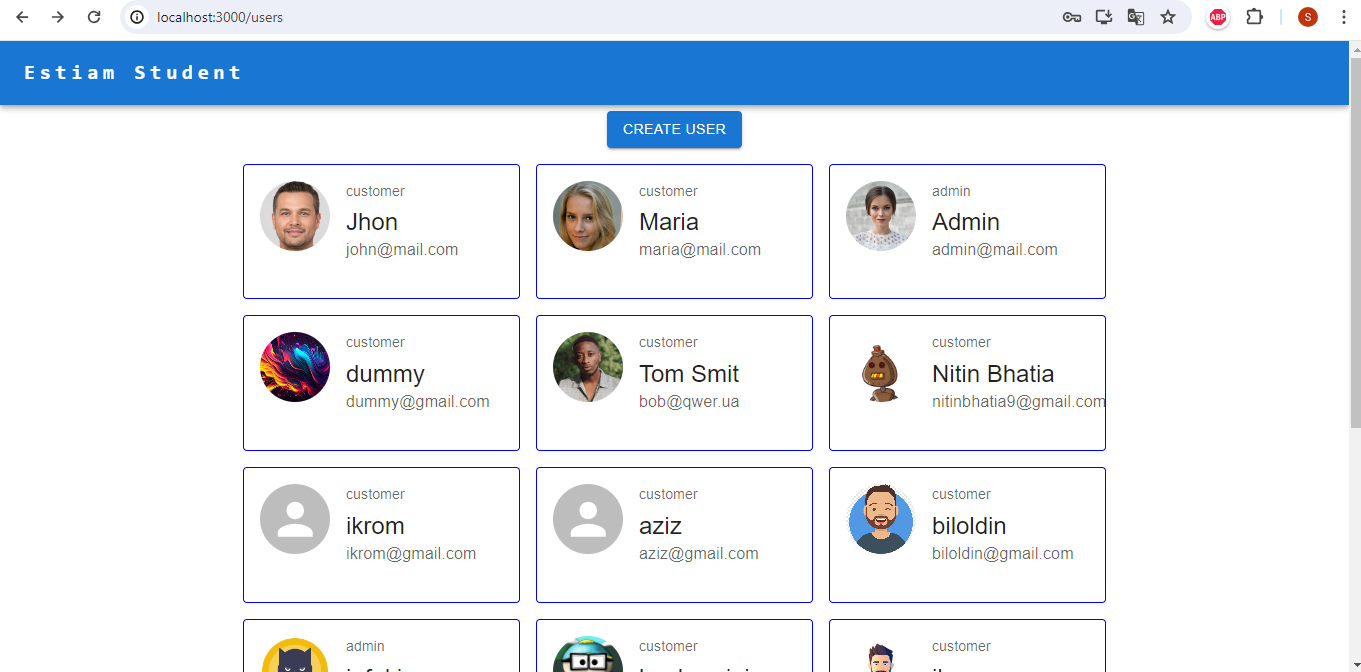 localhost:3000/users
ABP
S
Estiam Student
CREATE USER
customer
Jhon
john@mail.com
customer
Maria
maria@mail.com
admin
Admin
admin@mail.com
customer
dummy
dummy@gmail.com
customer
Tom Smit
bob@qwer.ua
customer
Nitin Bhatia
nitinbhatia9@gmail.com
customer
ikrom
ikrom@gmail.com
customer
aziz
aziz@gmail.com
customer
biloldin
biloldin@gmail.com
admin
customer
customer